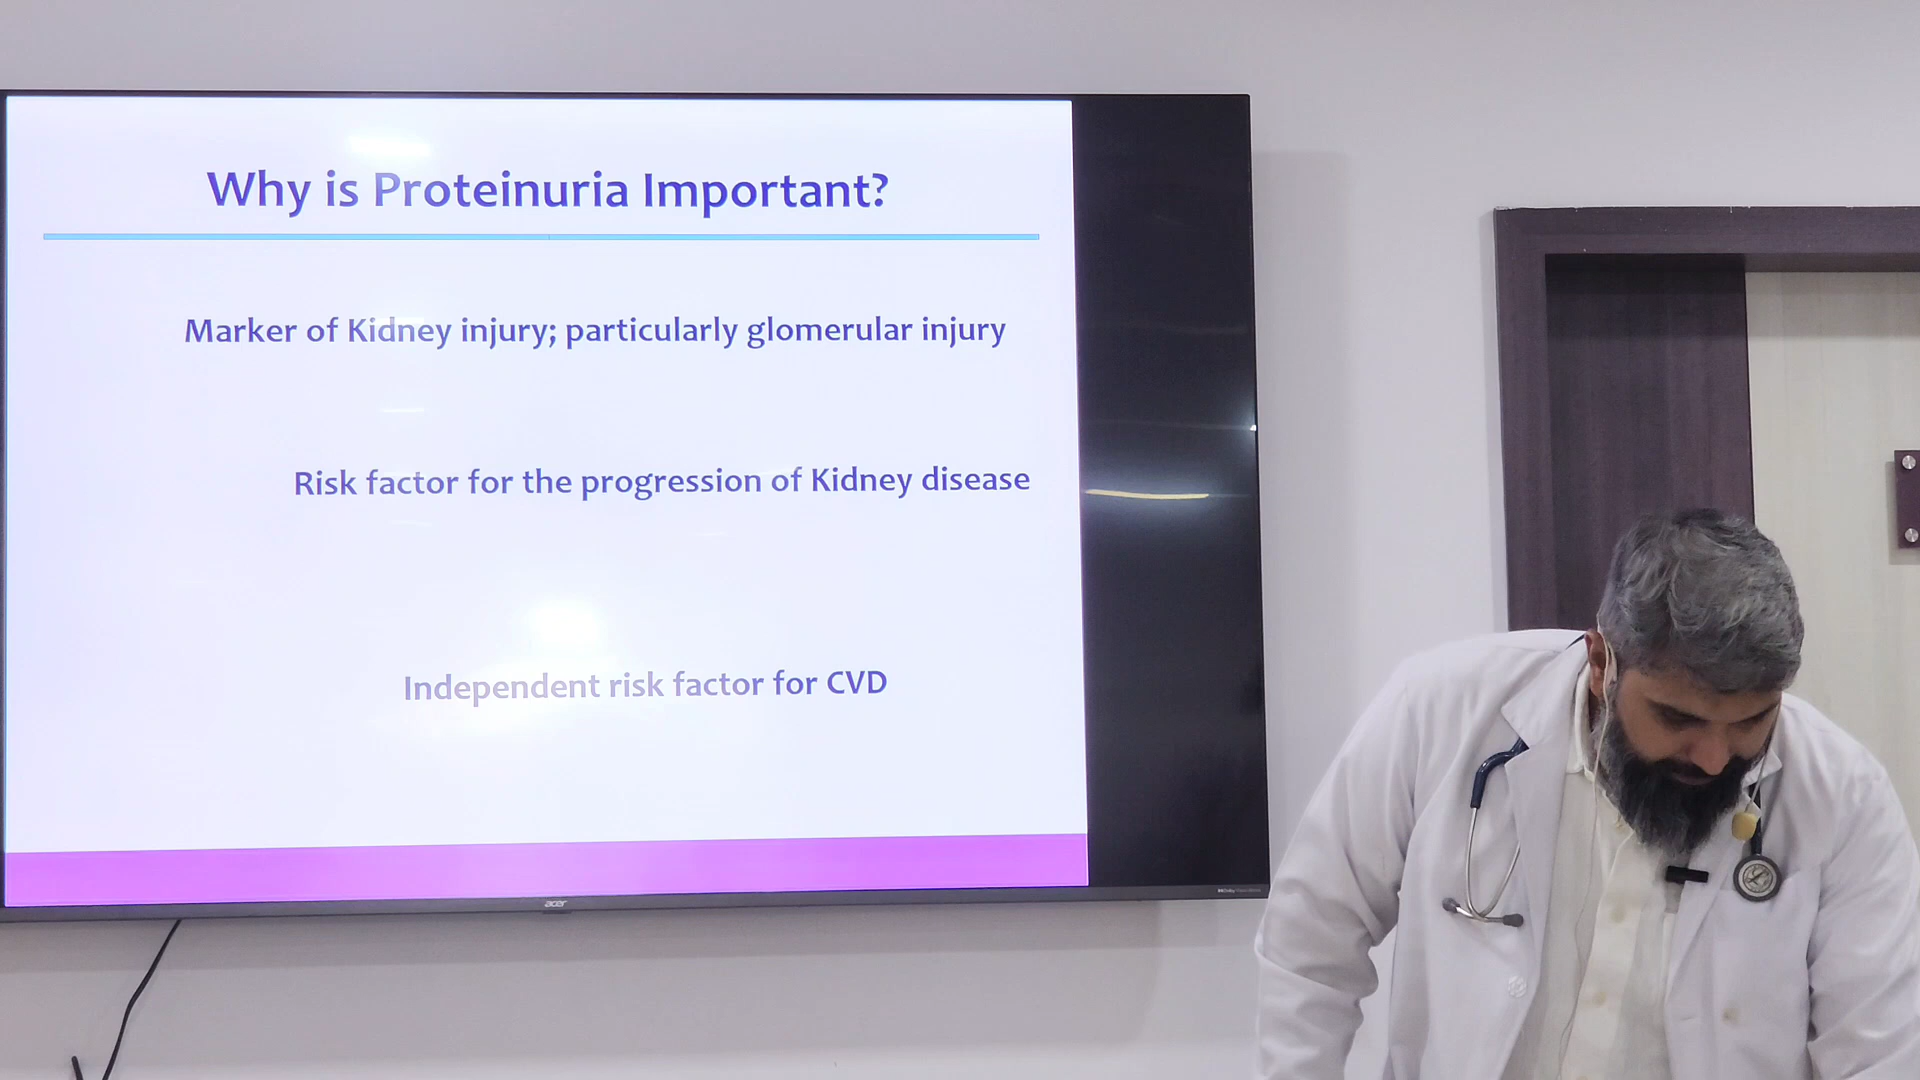 Why is Proteinuria Important?
Marker of Kidney injury; particularly glomerular injury
Risk factor for the progression of Kidney disease
Independent risk factor for CVD
acer